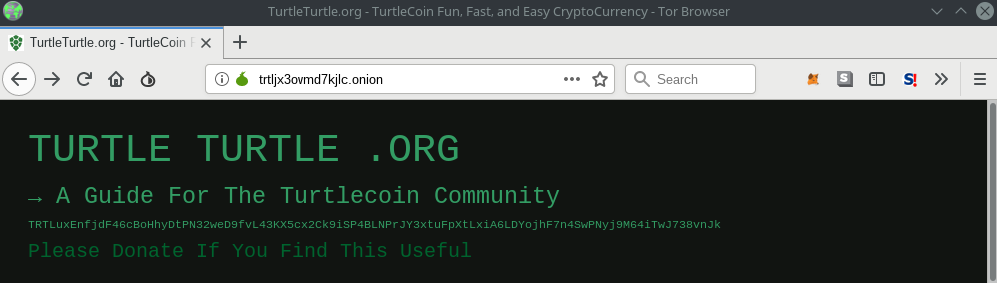 TurtleTurtle.org - TurtleCoin Fun, Fast, and Easy CryptoCurrency - Tor Browser
TurtleTurtle.org - TurtleCoin F
trtljx3ovmd7kjlc.onion
Search
TURTLE TURTLE .ORG
→ A Guide For The Turtlecoin Community
TRTLuxEnfjdF46cBoHhyDtPN32weD9fvL43KX5cx2Ck9iSP4BLNPrJY3xtuFpXtLxiA6LDYojhF7n4SwPNyj9M64iTwJ738vnJk
Please Donate If You Find This Useful